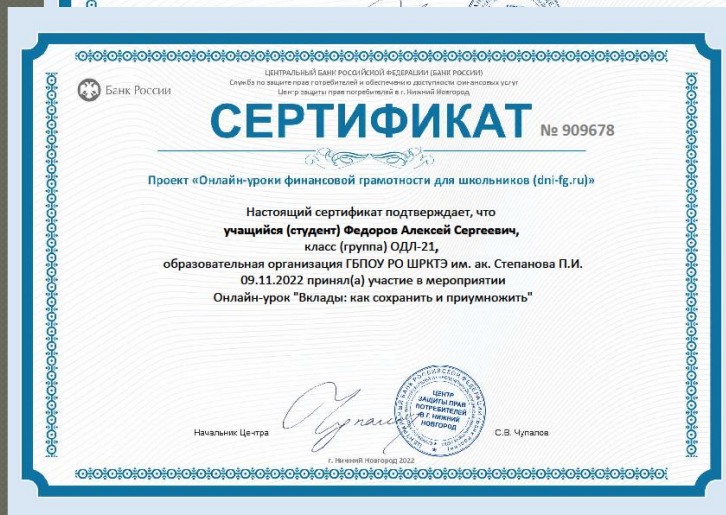 ЦЕНТРАЛЬНЫЙ БАНК РОССИЙСКОЙ ФЕДЕРАЦИИ (БАНК РОССИИ)
Служба по защите прав потребителей и обеспечению доступности финансовых услуг
Центр защиты прав потребителей в г. Нижний Новгород
Банк России
СЕРТИФИКАТ № 909678
Проект «Онлайн-уроки финансовой грамотности для школьников (dni-fg.ru)»
Настоящий сертификат подтверждает, что
учащийся (студент) Федоров Алексей Сергеевич,
класс (группа) ОДЛ-21,
образовательная организация ГБПОУ РО ШРКТЭ им. ак. Степанова П.И.
09.11.2022 принял(а) участие в мероприятии
Онлайн-урок "Вклады: как сохранить и приумножить"
ЦЕНТР
ЗАЩИТЫ ПРАВ
ПОТРЕБИТЕЛЕЙ
В Г. НИЖНИЙ
НОВГОРОД
Начальник Центра
С.В. Чупалов
г. Нижний Новгород 2022